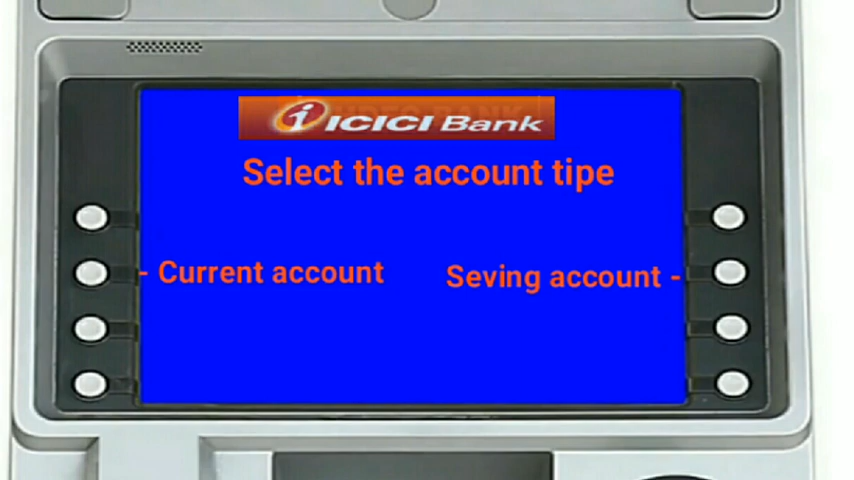 ICICI Bank
Select the account tipe
- Current account
Seving account -